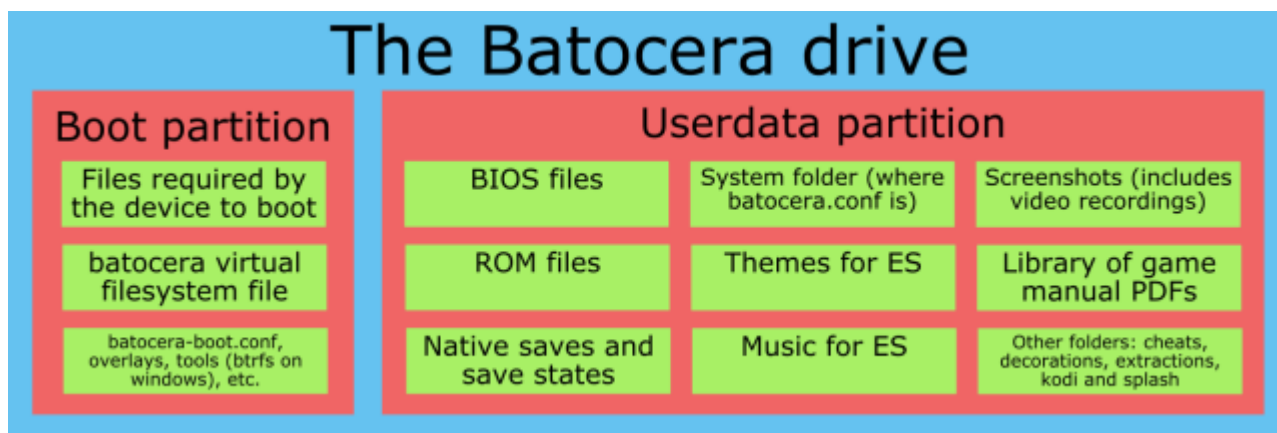 The Batocera drive
Boot partition
Files required by
the device to boot
batocera virtual
filesystem file
batocera-boot.conf,
overlays, tools (btrfs on
windows), etc.
Userdata partition
BIOS files
System folder (where
batocera.conf is)
Screenshots (includes
video recordings)
ROM files
Themes for ES
Library of game
manual PDFs
Native saves and
save states
Music for ES
Other folders: cheats,
decorations, extractions,
kodi and splash